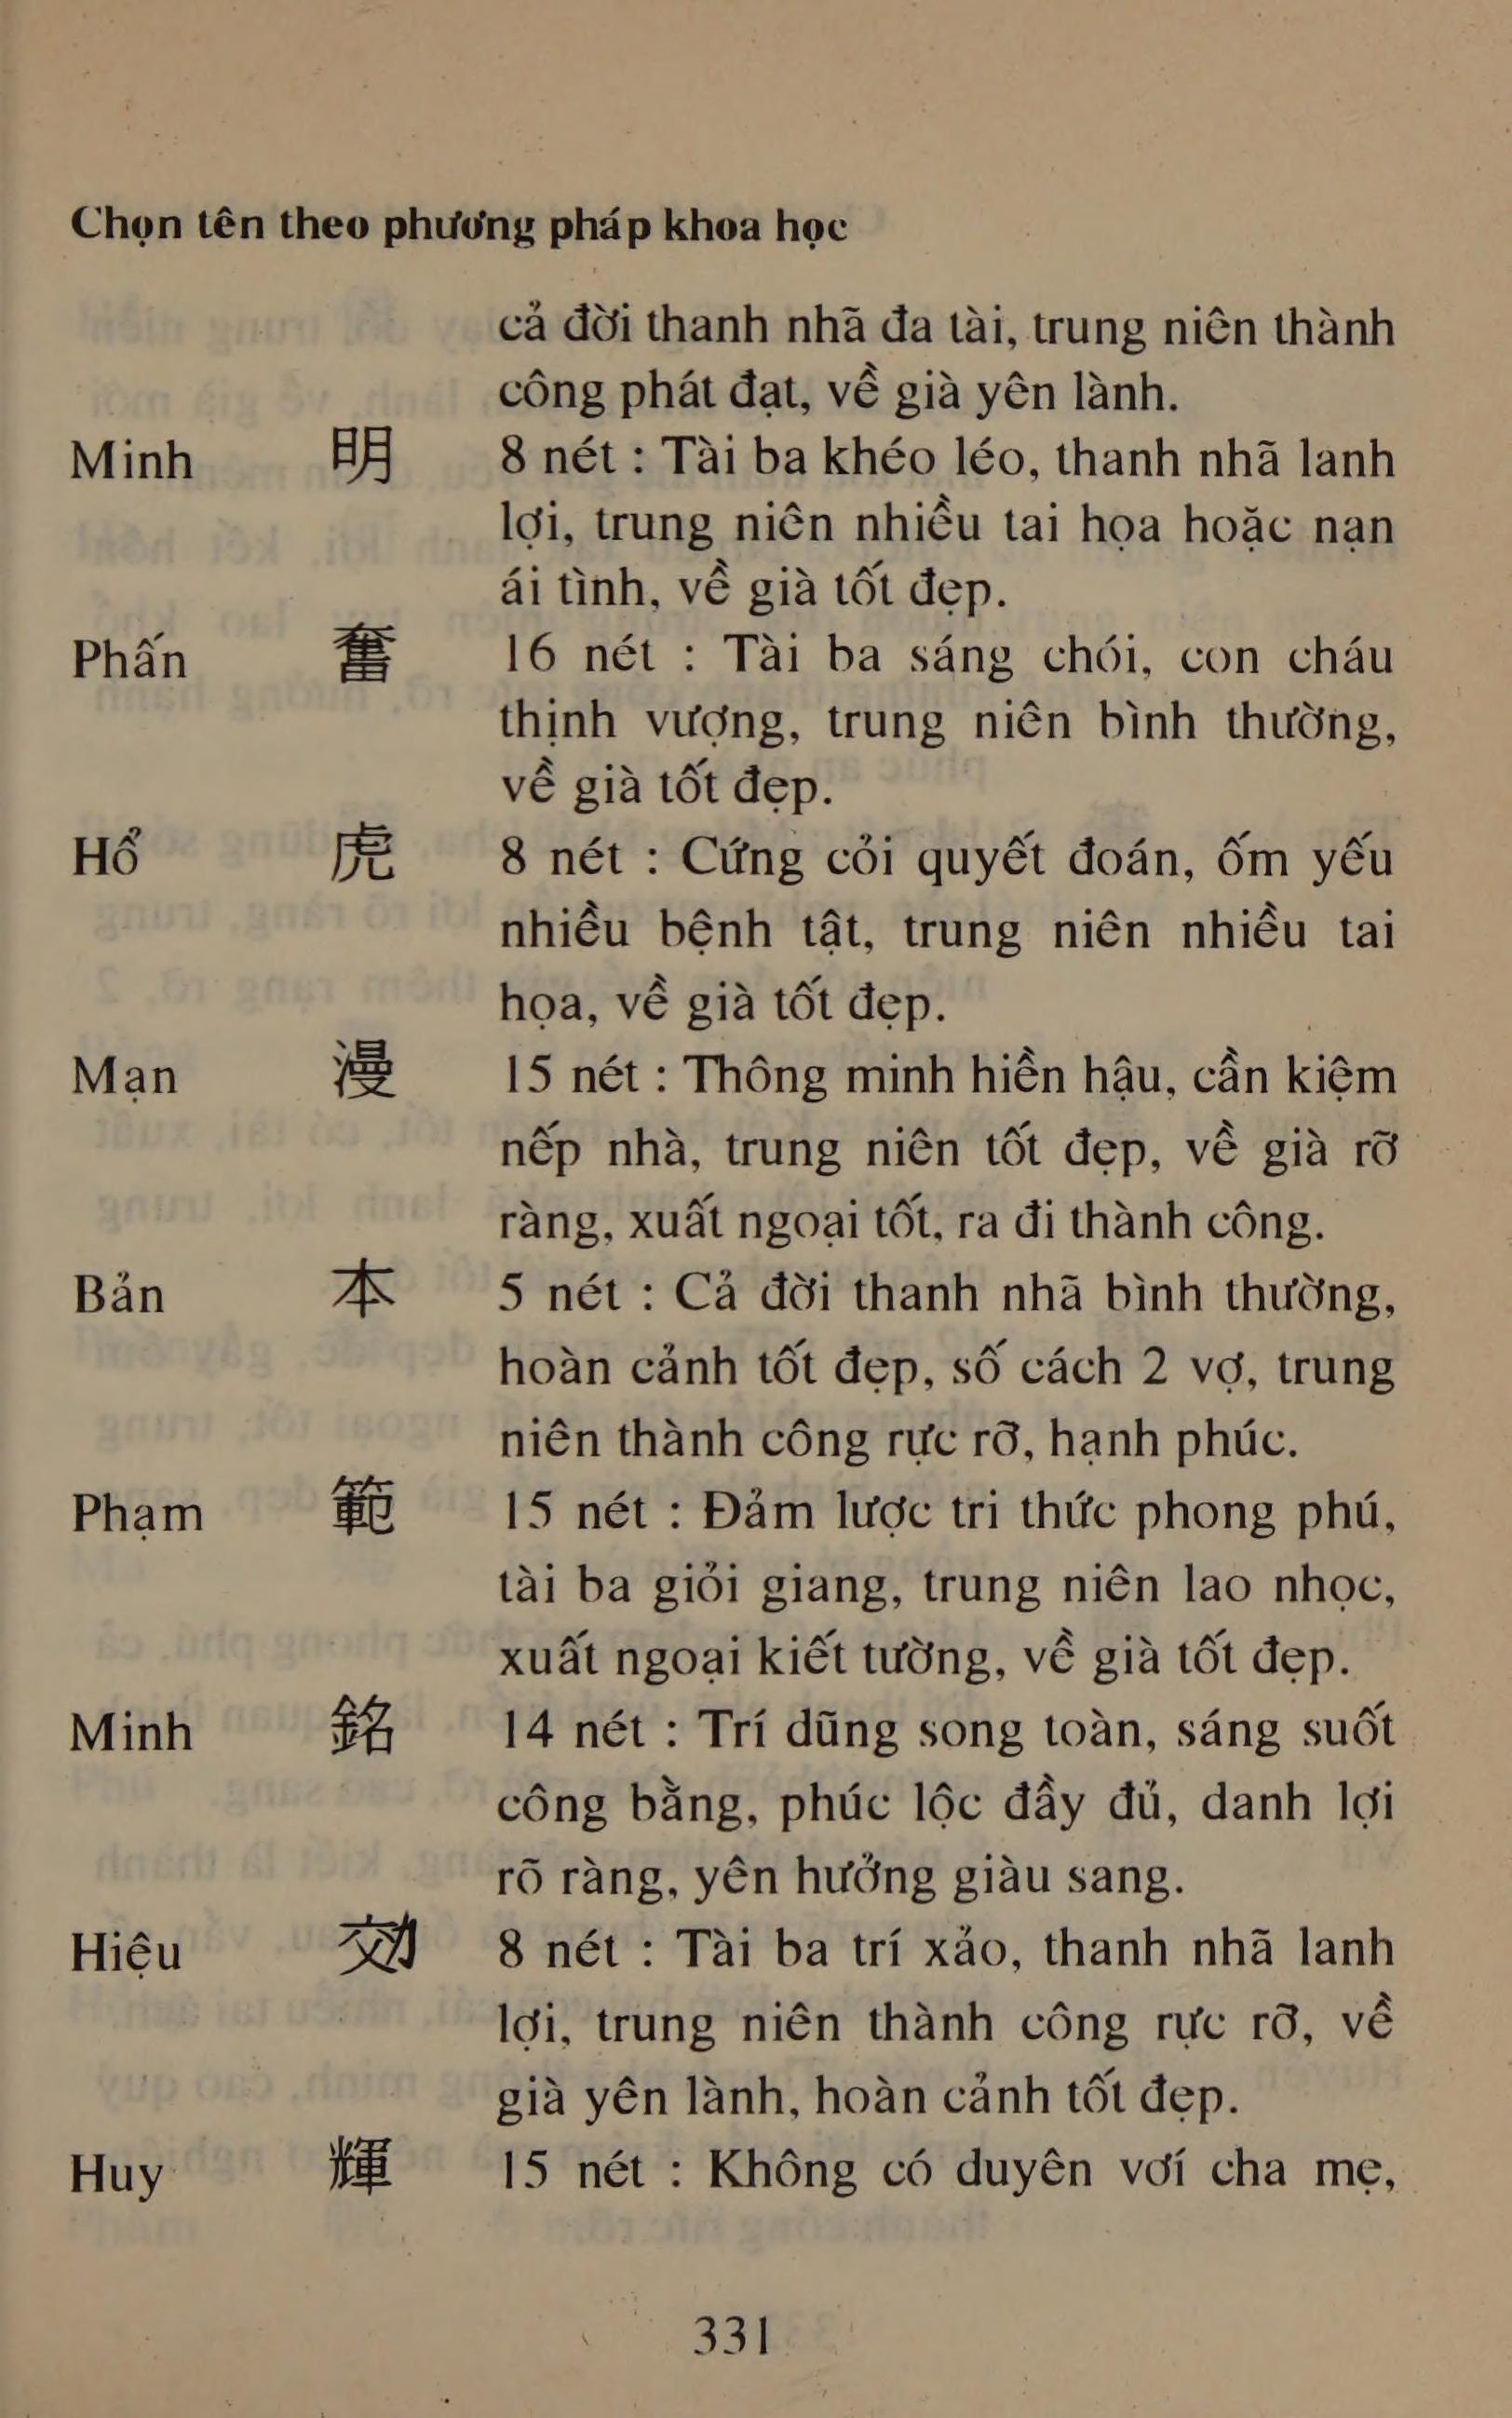 Chọn tên theo phương pháp khoa học
cả đời thanh nhã đa tài, trung niên thành
công phát đạt, về già yên lành.
Minh 明 8 nét : Tài ba khéo léo, thanh nhã lanh
lợi, trung niên nhiều tai họa hoặc nạn
ái tình, về già tốt đẹp.
Phấn 奮 16 nét : Tài ba sáng chói, con cháu
thịnh vượng, trung niên bình thường,
về già tốt đẹp.
Hổ 虎 8 nét : Cứng cỏi quyết đoán, ốm yếu
nhiều bệnh tật, trung niên nhiều tai
họa, về già tốt đẹp.
Mạn 漫 15 nét : Thông minh hiền hậu, cần kiệm
nếp nhà, trung niên tốt đẹp, về già rỡ
ràng, xuất ngoại tốt, ra đi thành công.
Bản 本 5 nét : Cả đời thanh nhã bình thường,
hoàn cảnh tốt đẹp, số cách 2 vợ, trung
niên thành công rực rỡ, hạnh phúc.
Phạm 範 15 nét : Đảm lược tri thức phong phú,
tài ba giỏi giang, trung niên lao nhọc,
xuất ngoại kiết tường, về già tốt đẹp.
Minh 銘 14 nét : Trí dũng song toàn, sáng suốt
công bằng, phúc lộc đầy đủ, danh lợi
rõ ràng, yên hưởng giàu sang.
Hiệu 効 8 nét : Tài ba trí xảo, thanh nhã lanh
lợi, trung niên thành công rực rỡ, về
già yên lành, hoàn cảnh tốt đẹp.
Huy 輝 15 nét : Không có duyên vơí cha mẹ,
331